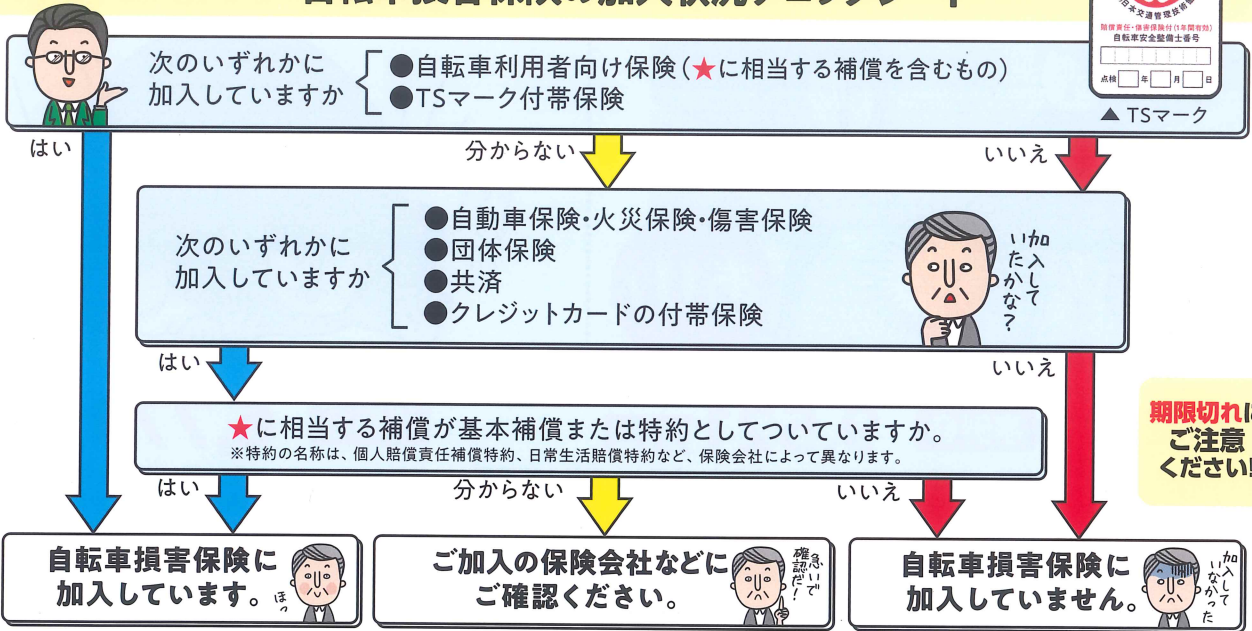 自転車損害保険の加入状況チェックシート
日本交通管理技術
賠償責任・傷害保険付(1年間有効)
自転車安全整備士番号
点検 年 月 日
▲ TSマーク
次のいずれかに
加入していますか
●自転車利用者向け保険(★に相当する補償を含むもの)
●TSマーク付帯保険
はい
分からない
いいえ
次のいずれかに
加入していますか
●自動車保険・火災保険・傷害保険
●団体保険
●共済
●クレジットカードの付帯保険
加入して
いたかな?
はい
いいえ
★に相当する補償が基本補償または特約としてついていますか。
※特約の名称は、個人賠償責任補償特約、日常生活賠償特約など、保険会社によって異なります。
期限切れに
ご注意
ください!!
はい
分からない
いいえ
自転車損害保険に
加入しています。
ほっ
ご加入の保険会社などに
ご確認ください。
急いで
確認だ!
自転車損害保険に
加入していません。
加入して
いなかった